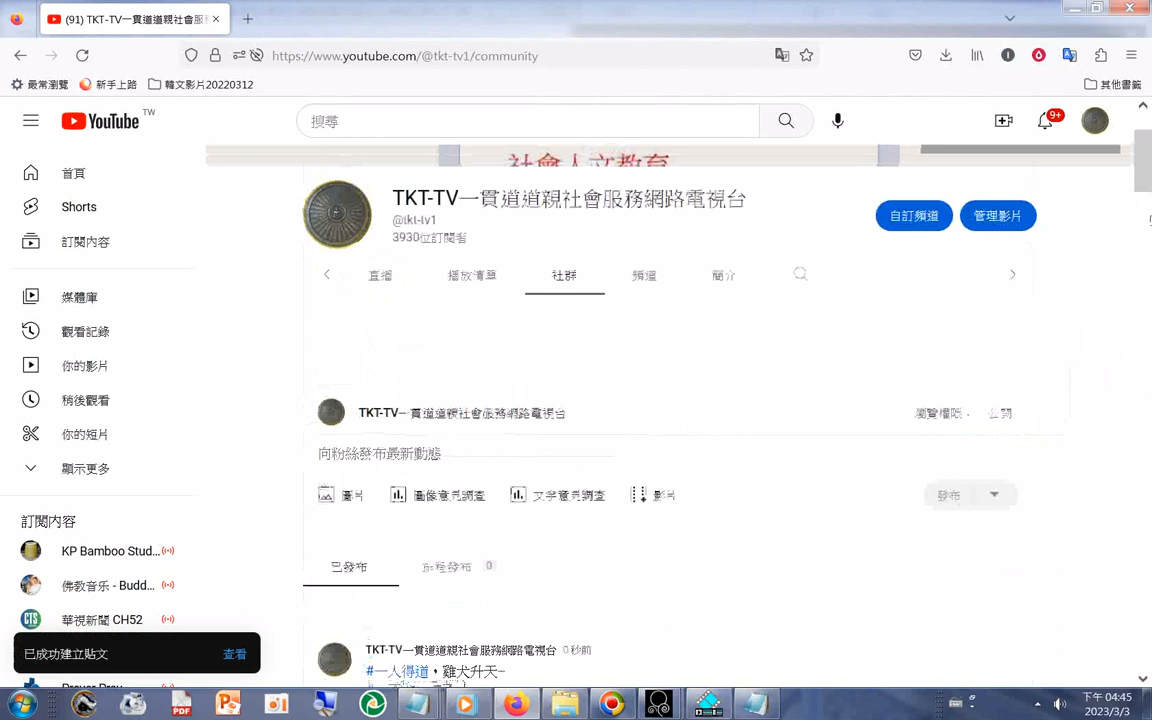 (91) TKT-TV一貫道道親社會服
https://www.youtube.com/@tkt-tv1/community
最常瀏覽
新手上路
韓文影片20220312
其他書籤
YouTube TW
搜尋
9+
社會人文教育
首頁
Shorts
訂閱內容
媒體庫
觀看記錄
你的影片
稍後觀看
你的短片
顯示更多
訂閱內容
KP Bamboo Stud...
佛教音乐 - Budd...
華視新聞 CH52
TKT-TV一貫道道親社會服務網路電視台
@tkt-tv1
3930位訂閱者
自訂頻道
管理影片
直播
播放清單
社群
頻道
簡介
TKT-TV一貫道道親社會服務網路電視台
瀏覽權限: 公開
向粉絲發布最新動態
圖片
圖像意見調查
文字意見調查
影片
發布
已發布
排程發布 0
TKT-TV一貫道道親社會服務網路電視台 0 秒前
#一人得道，雞犬升天~
已成功建立貼文
查看
下午 04:45
2023/3/3